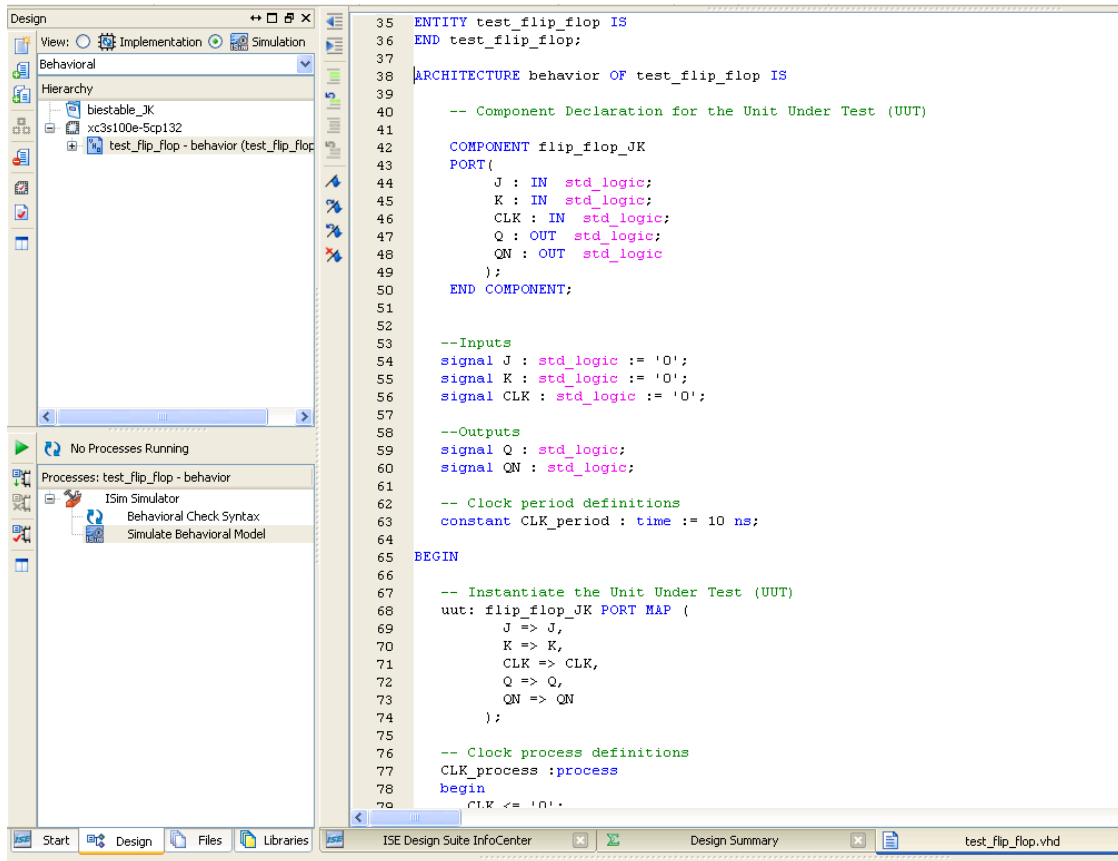 Design
View: Implementation Simulation
Behavioral
Hierarchy
biestable_JK
xc3s100e-5cp132
test_flip_flop - behavior (test_flip_flop
No Processes Running
Processes: test_flip_flop - behavior
ISim Simulator
Behavioral Check Syntax
Simulate Behavioral Model
Start Design Files Libraries
35 ENTITY test_flip_flop IS
36 END test_flip_flop;
37
38 ARCHITECTURE behavior OF test_flip_flop IS
39
40 -- Component Declaration for the Unit Under Test (UUT)
41
42 COMPONENT flip_flop_JK
43 PORT(
44 J : IN std_logic;
45 K : IN std_logic;
46 CLK : IN std_logic;
47 Q : OUT std_logic;
48 QN : OUT std_logic
49 );
50 END COMPONENT;
51
52
53 --Inputs
54 signal J : std_logic := '0';
55 signal K : std_logic := '0';
56 signal CLK : std_logic := '0';
57
58 --Outputs
59 signal Q : std_logic;
60 signal QN : std_logic;
61
62 -- Clock period definitions
63 constant CLK_period : time := 10 ns;
64
65 BEGIN
66
67 -- Instantiate the Unit Under Test (UUT)
68 uut: flip_flop_JK PORT MAP (
69 J => J,
70 K => K,
71 CLK => CLK,
72 Q => Q,
73 QN => QN
74 );
75
76 -- Clock process definitions
77 CLK_process :process
78 begin
79 CLK <= '0';
ISE Design Suite InfoCenter Design Summary test_flip_flop.vhd